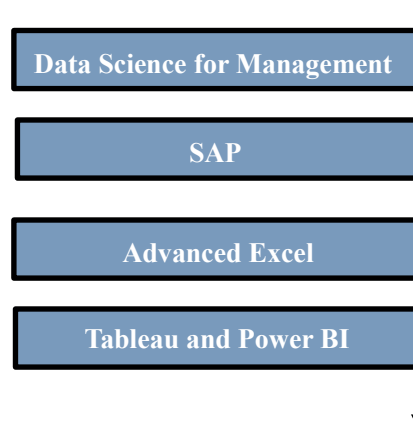 Data Science for Management
SAP
Advanced Excel
Tableau and Power BI